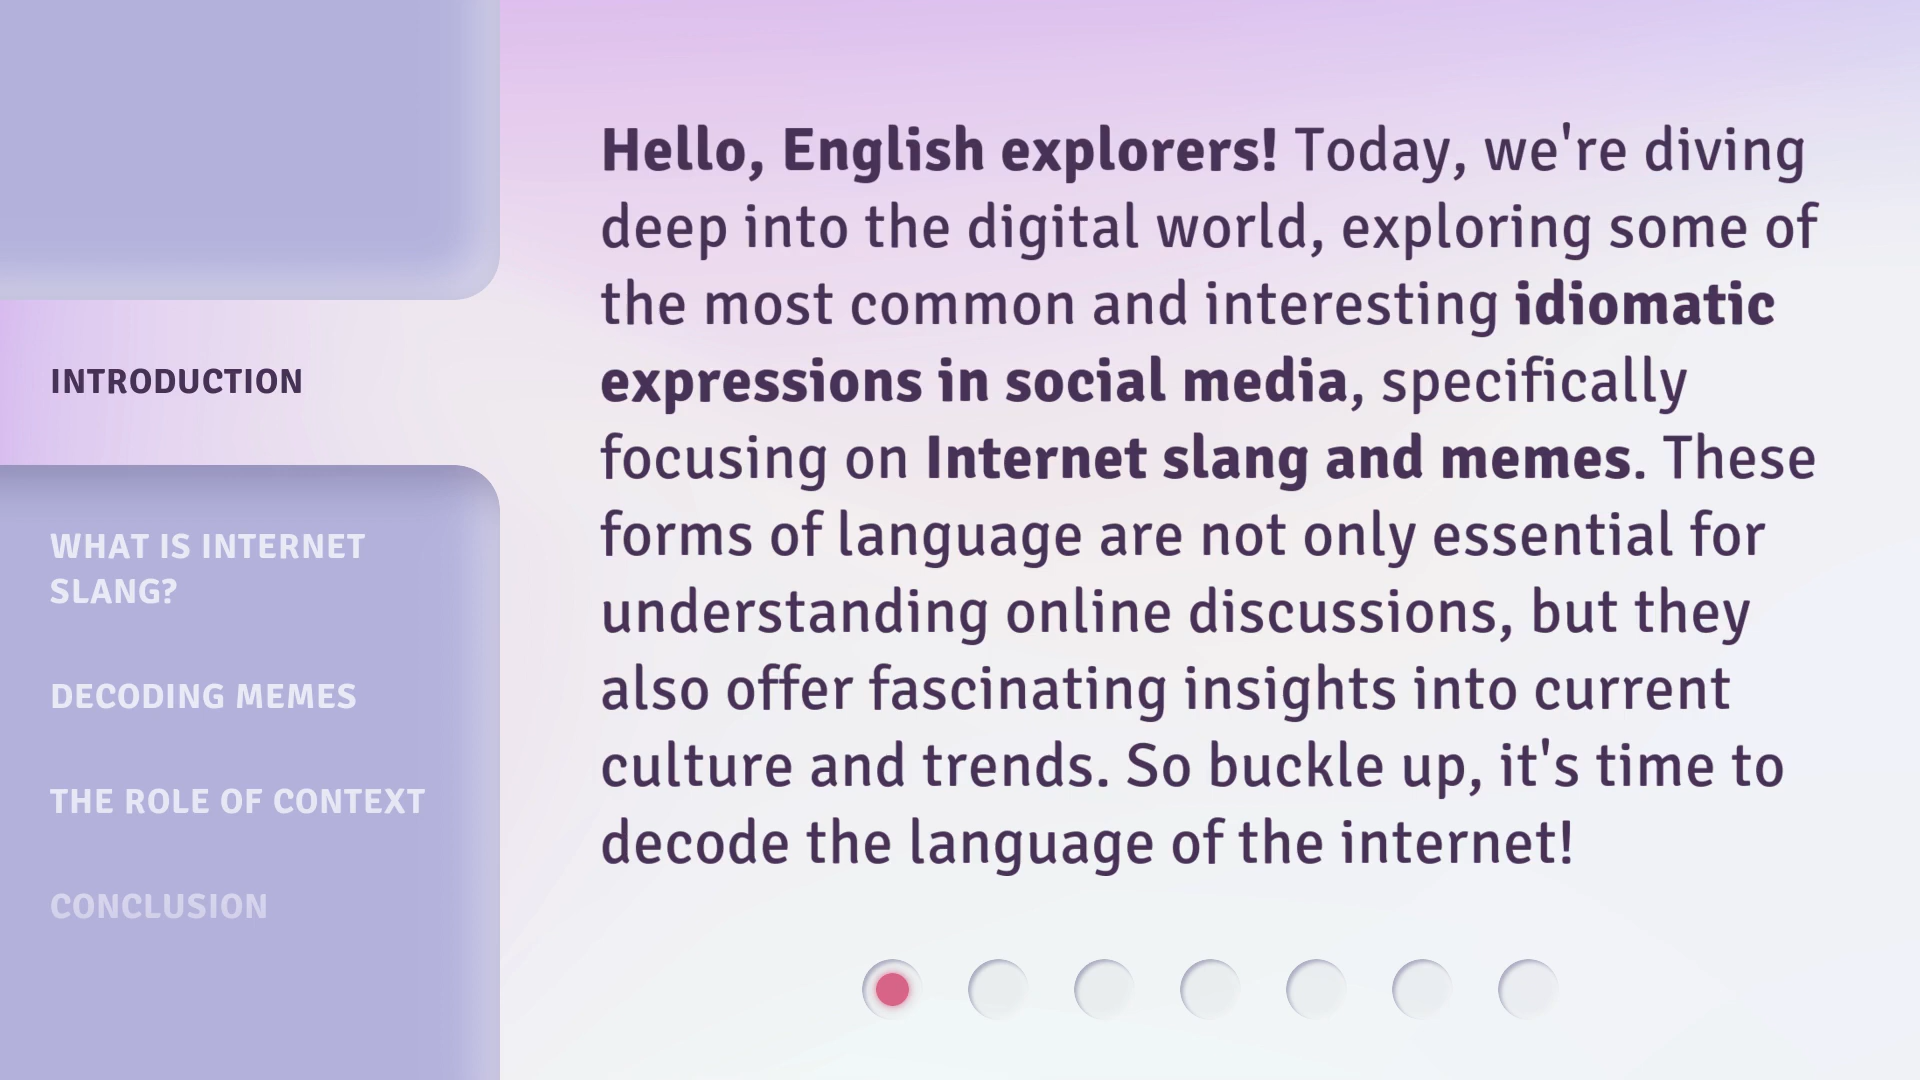 INTRODUCTION
WHAT IS INTERNET
SLANG?
DECODING MEMES
THE ROLE OF CONTEXT
CONCLUSION
Hello, English explorers! Today, we're diving
deep into the digital world, exploring some of
the most common and interesting idiomatic
expressions in social media, specifically
focusing on Internet slang and memes. These
forms of language are not only essential for
understanding online discussions, but they
also offer fascinating insights into current
culture and trends. So buckle up, it's time to
decode the language of the internet!